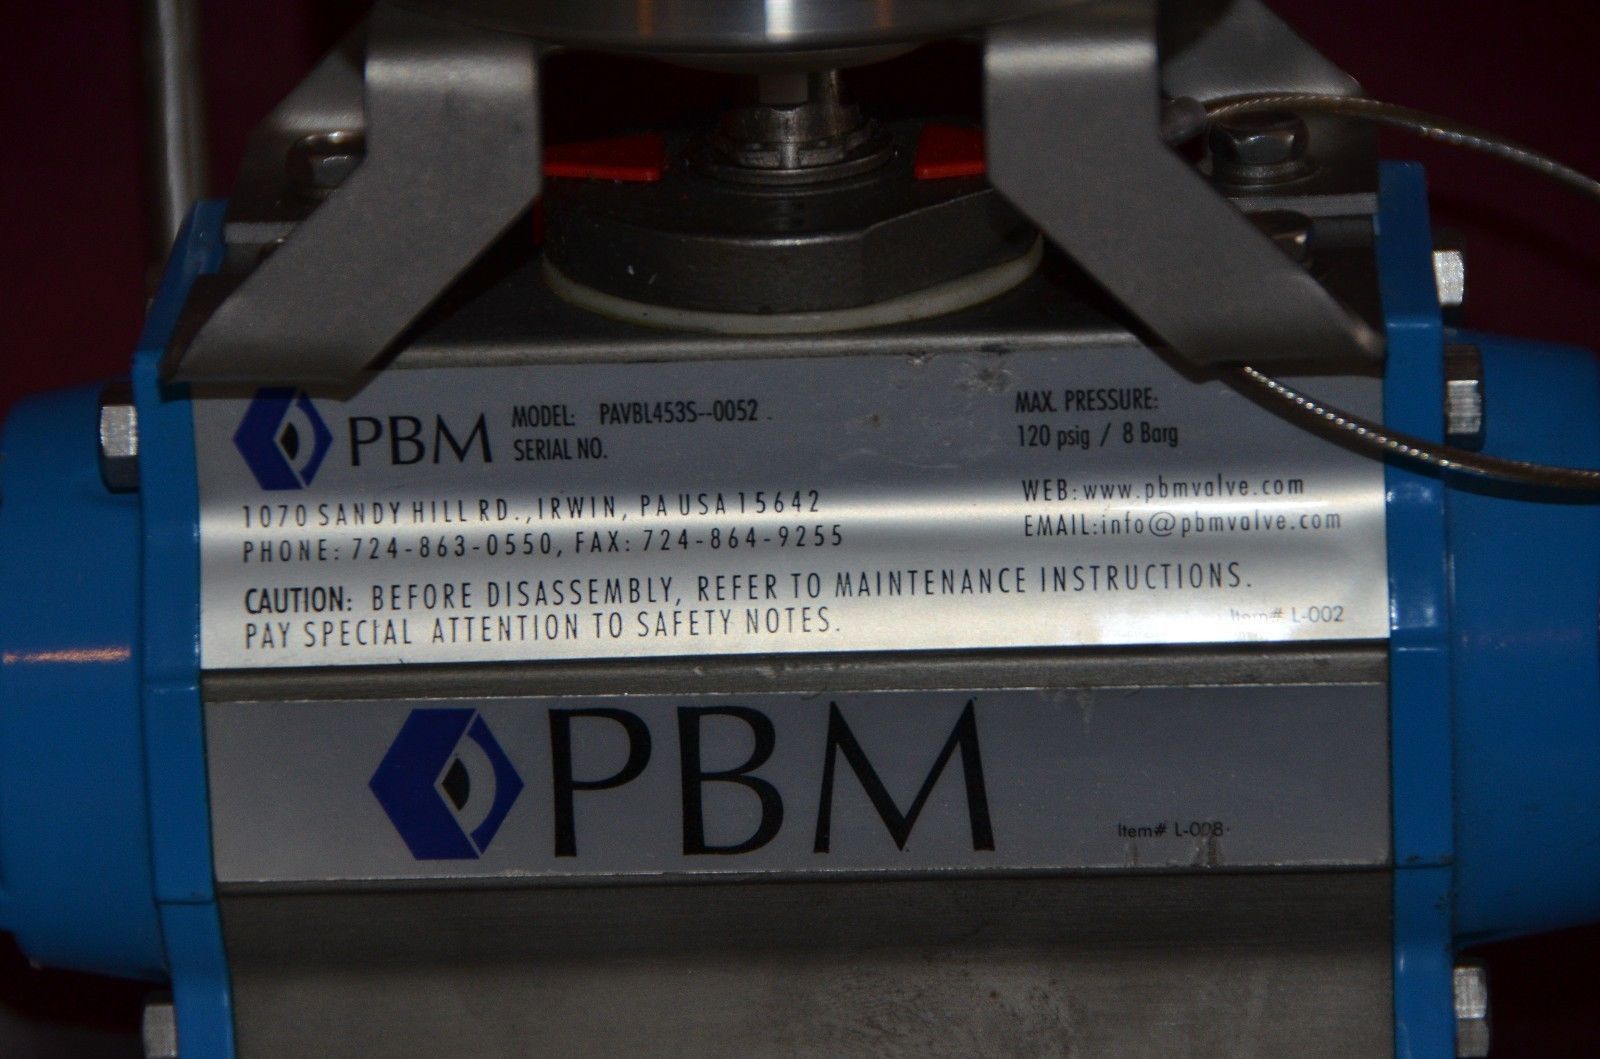 PBM
MODEL: PAVBL453S--0052
SERIAL NO.
MAX. PRESSURE:
120 psig / 8 Barg
1070 SANDY HILL RD., IRWIN, PA USA 15642
PHONE: 724-863-0550, FAX: 724-864-9255
WEB: www.pbmvalve.com
EMAIL: info@pbmvalve.com
CAUTION: BEFORE DISASSEMBLY, REFER TO MAINTENANCE INSTRUCTIONS.
PAY SPECIAL ATTENTION TO SAFETY NOTES.
Item# L-002
PBM
Item# L-008